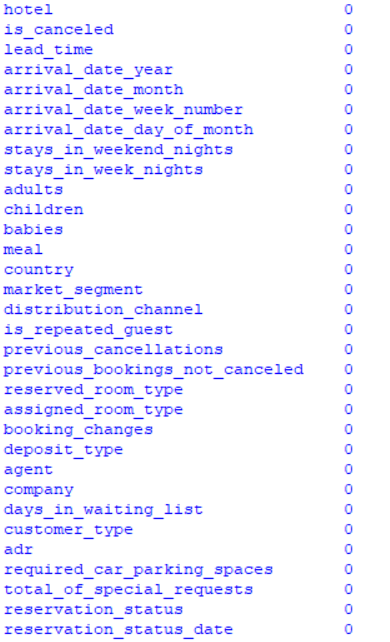 hotel 0
is_canceled 0
lead_time 0
arrival_date_year 0
arrival_date_month 0
arrival_date_week_number 0
arrival_date_day_of_month 0
stays_in_weekend_nights 0
stays_in_week_nights 0
adults 0
children 0
babies 0
meal 0
country 0
market_segment 0
distribution_channel 0
is_repeated_guest 0
previous_cancellations 0
previous_bookings_not_canceled 0
reserved_room_type 0
assigned_room_type 0
booking_changes 0
deposit_type 0
agent 0
company 0
days_in_waiting_list 0
customer_type 0
adr 0
required_car_parking_spaces 0
total_of_special_requests 0
reservation_status 0
reservation_status_date 0